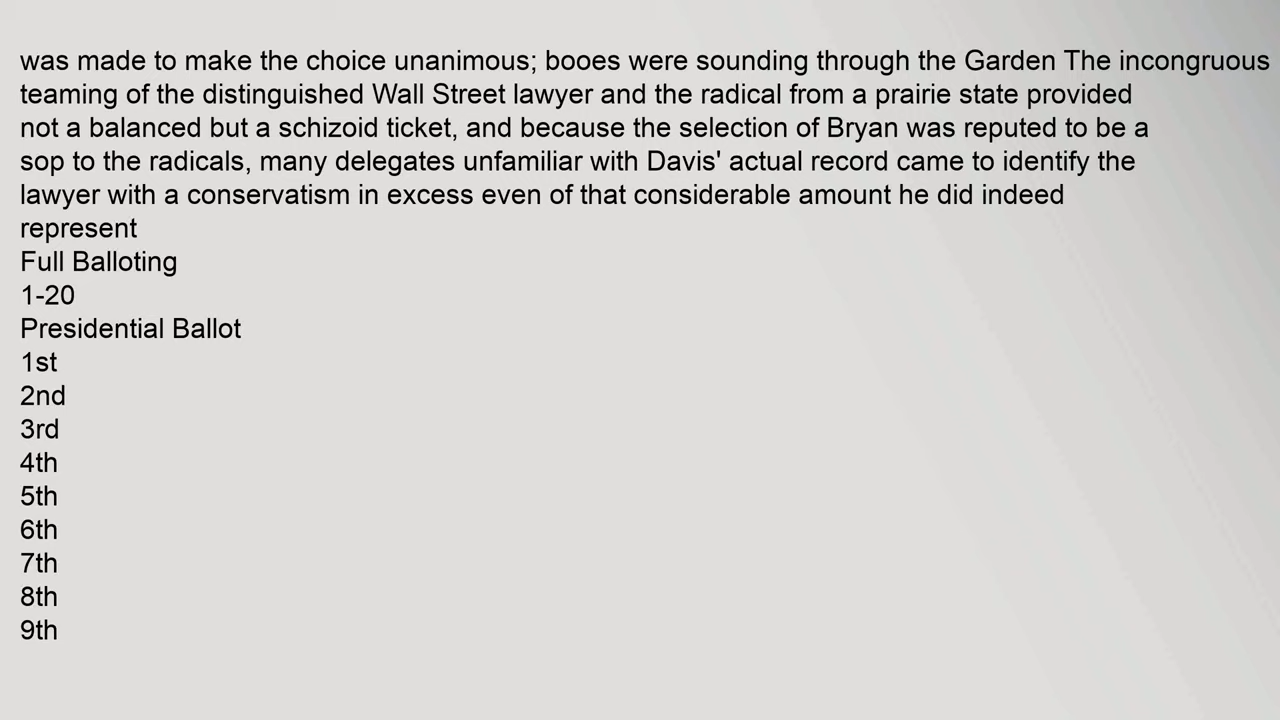 was made to make the choice unanimous; booes were sounding through the Garden The incongruous
teaming of the distinguished Wall Street lawyer and the radical from a prairie state provided
not a balanced but a schizoid ticket, and because the selection of Bryan was reputed to be a
sop to the radicals, many delegates unfamiliar with Davis' actual record came to identify the
lawyer with a conservatism in excess even of that considerable amount he did indeed
represent
Full Balloting
1-20
Presidential Ballot
1st
2nd
3rd
4th
5th
6th
7th
8th
9th